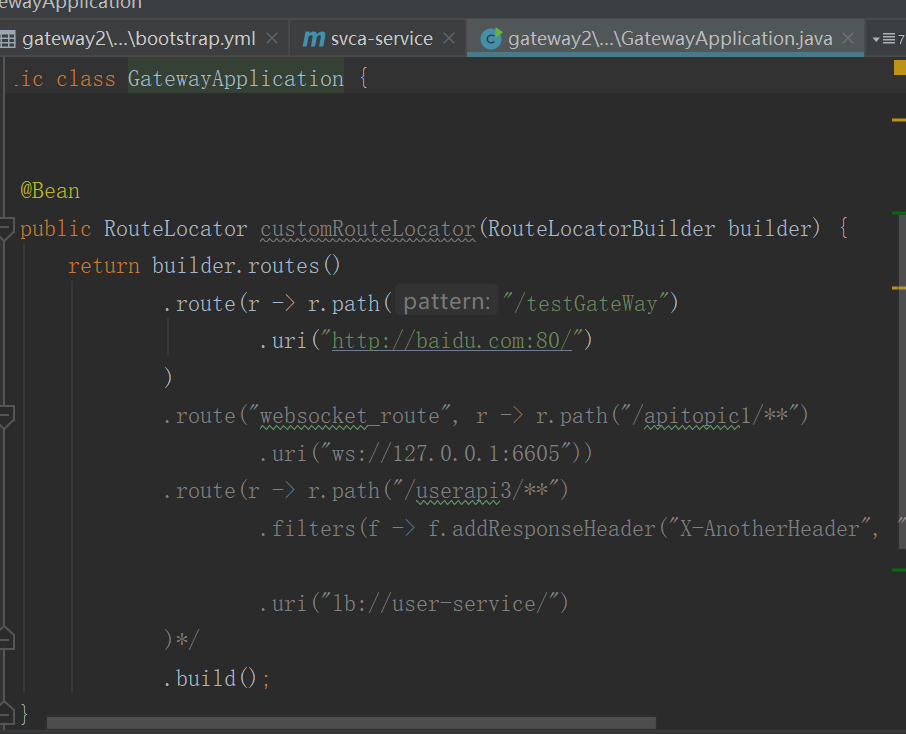 ewayApplication
gateway2\...\bootstrap.yml × svca-service × gateway2\...\GatewayApplication.java × 7
ic class GatewayApplication {
@Bean
public RouteLocator customRouteLocator(RouteLocatorBuilder builder) {
return builder.routes()
.route(r -> r.path( pattern: "/testGateWay")
.uri("http://baidu.com:80/")
)
.route("websocket_route", r -> r.path("/apitopic1/**")
.uri("ws://127.0.0.1:6605"))
.route(r -> r.path("/userapi3/**")
.filters(f -> f.addResponseHeader("X-AnotherHeader", "
.uri("lb://user-service/")
)*/
.build();
}